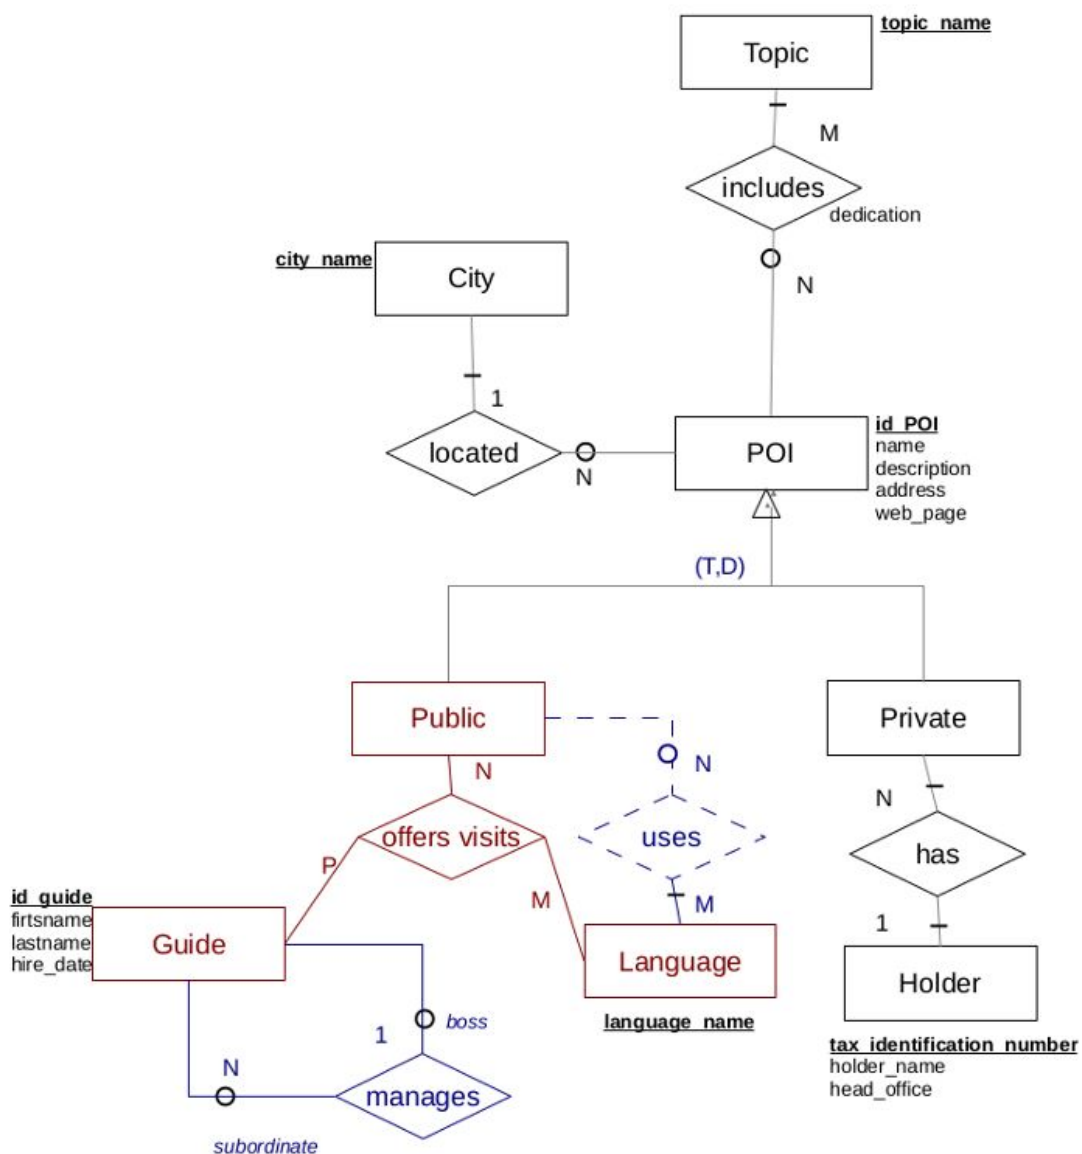 topic_name
Topic
M
includes
dedication
N
city_name
City
1
located
N
POI
id_POI
name
description
address
web_page
(T,D)
Public
Private
N
N
N
offers visits
uses
has
P
M
M
1
id_guide
firtsname
lastname
hire_date
Guide
Language
language_name
Holder
tax_identification_number
holder_name
head_office
boss
1
N
manages
subordinate